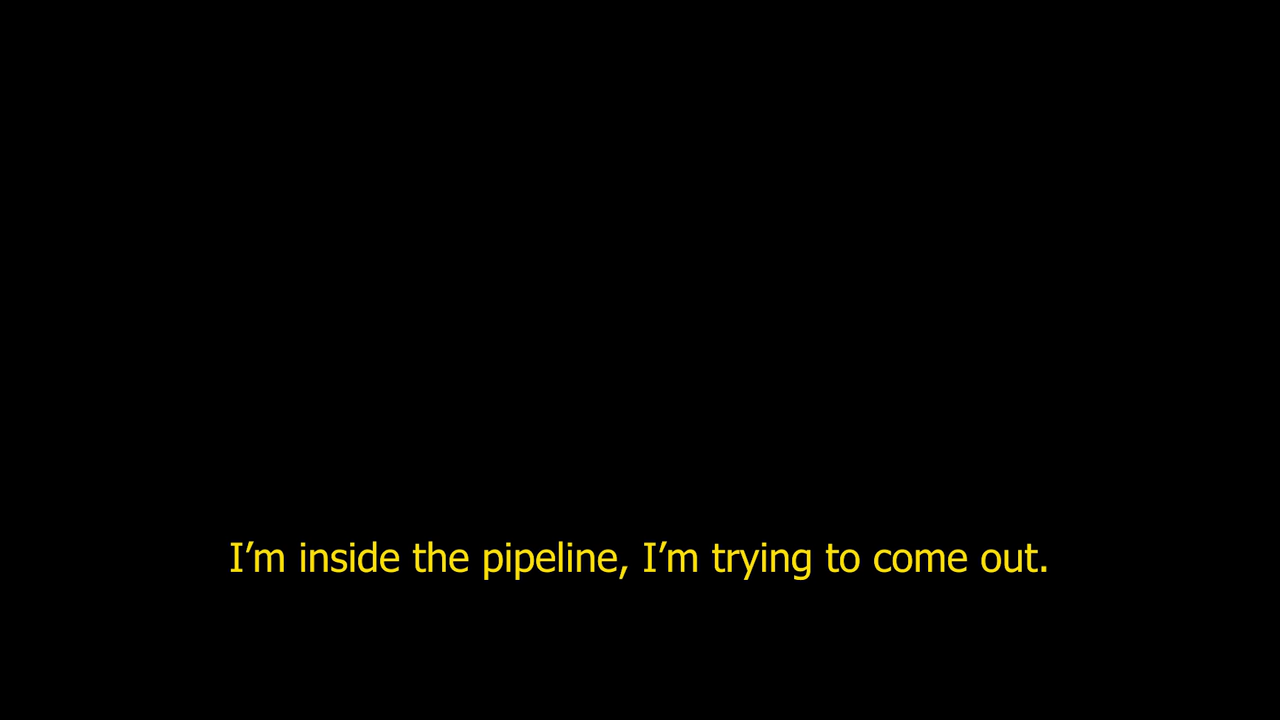 I’m inside the pipeline, I’m trying to come out.